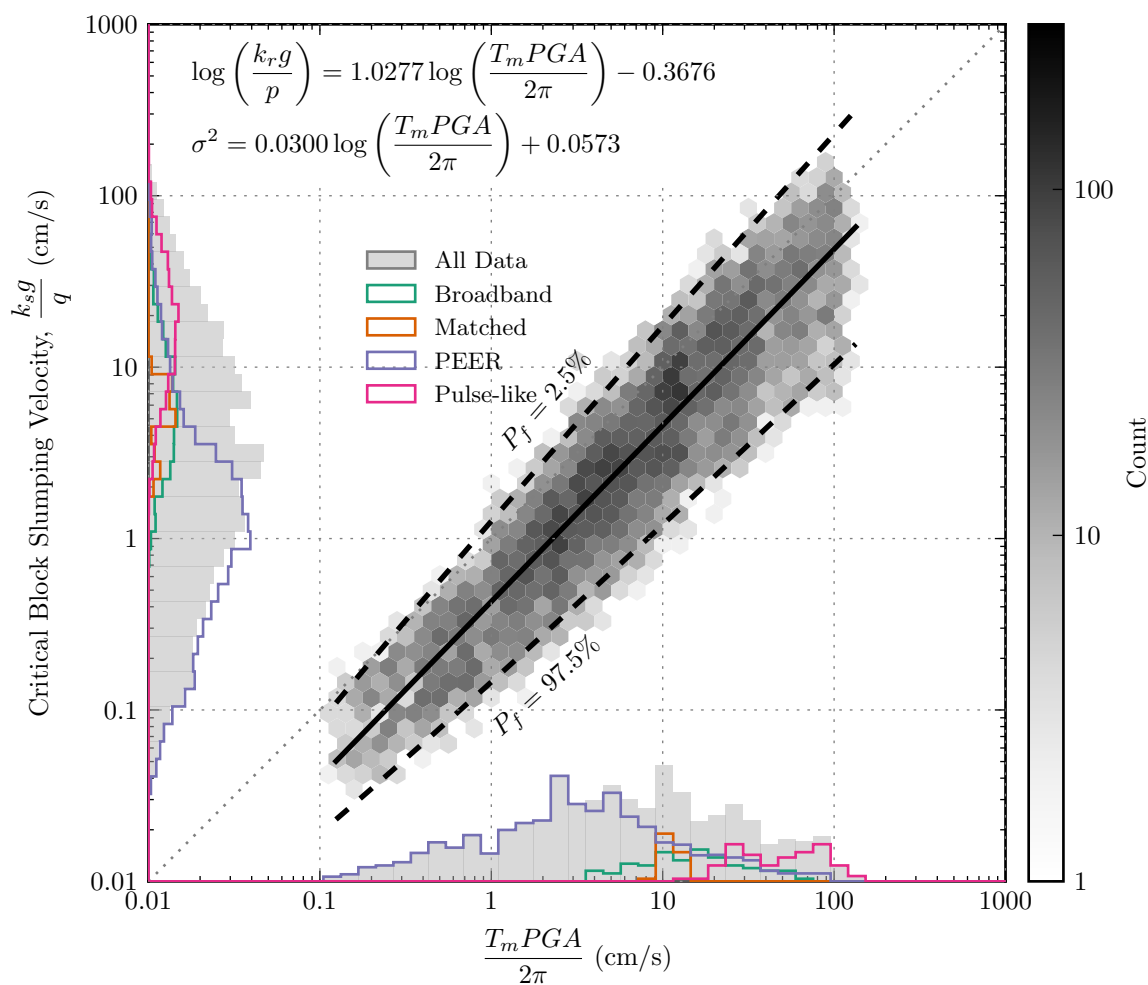 log (k_r g / p) = 1.0277 log (T_m PGA / 2π) − 0.3676
σ² = 0.0300 log (T_m PGA / 2π) + 0.0573
All Data
Broadband
Matched
PEER
Pulse-like
P_f = 2.5%
P_f = 97.5%
Critical Block Slumping Velocity, k_s g / q (cm/s)
1000
100
10
1
0.1
0.01
0.01
0.1
1
10
100
1000
T_m PGA / 2π (cm/s)
100
10
1
Count